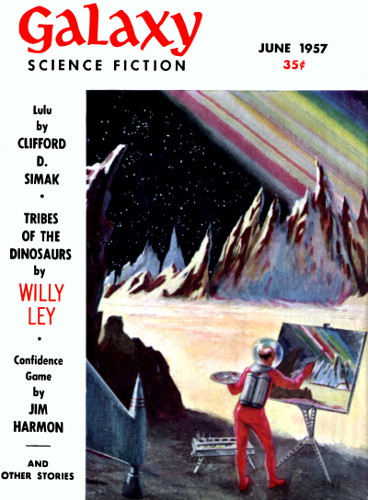 Galaxy
SCIENCE FICTION
JUNE 1957
35¢
Lulu
by
CLIFFORD
D.
SIMAK
•
TRIBES
OF THE
DINOSAURS
by
WILLY
LEY
•
Confidence
Game
by
JIM
HARMON
AND
OTHER STORIES